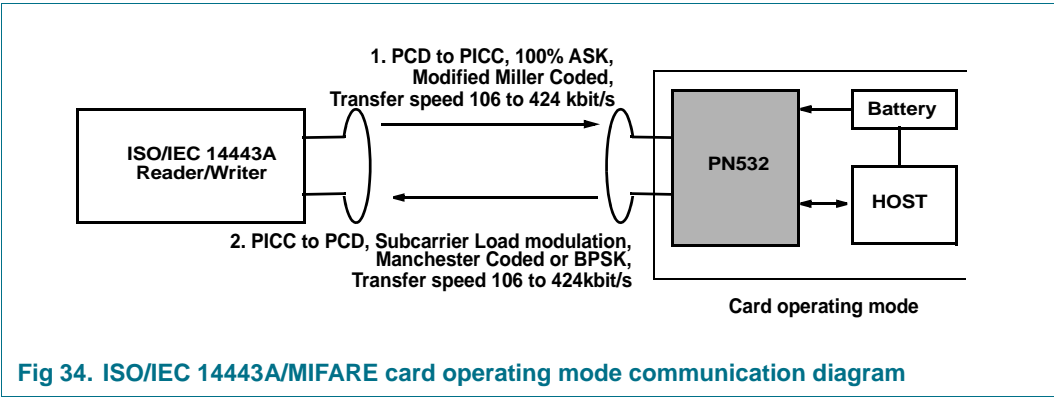 1. PCD to PICC, 100% ASK,
Modified Miller Coded,
Transfer speed 106 to 424 kbit/s
ISO/IEC 14443A
Reader/Writer
PN532
Battery
HOST
2. PICC to PCD, Subcarrier Load modulation,
Manchester Coded or BPSK,
Transfer speed 106 to 424kbit/s
Card operating mode
Fig 34. ISO/IEC 14443A/MIFARE card operating mode communication diagram